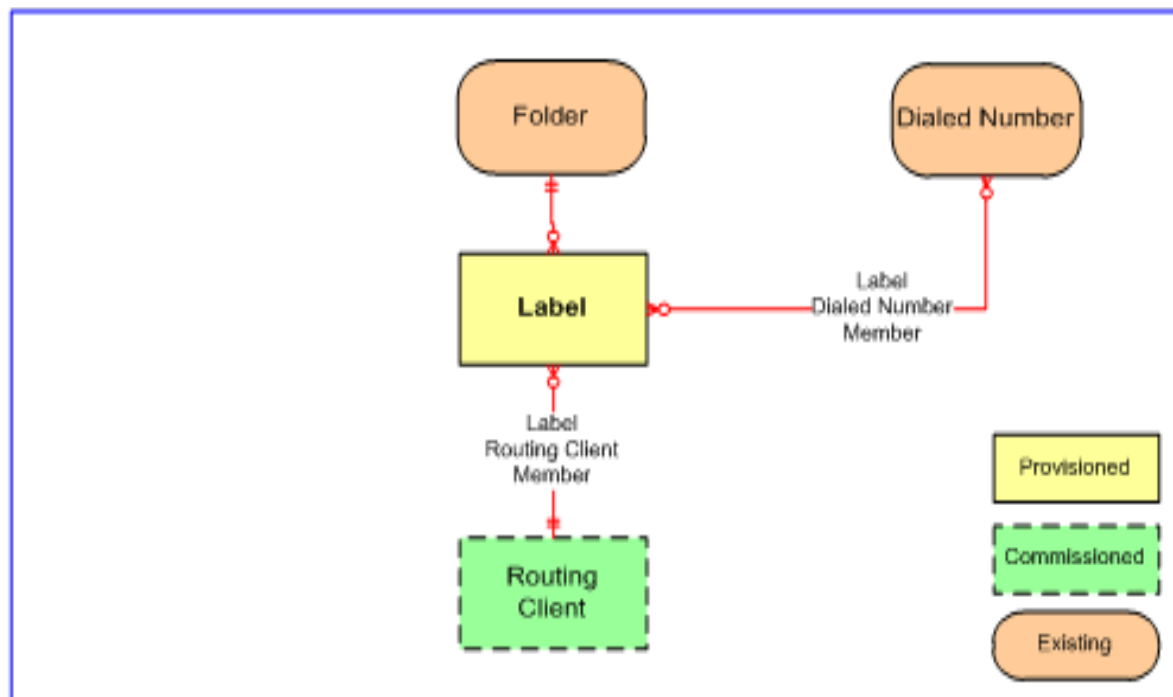 Folder
Dialed Number
Label
Label
Dialed Number
Member
Label
Routing Client
Member
Routing
Client
Provisioned
Commissioned
Existing